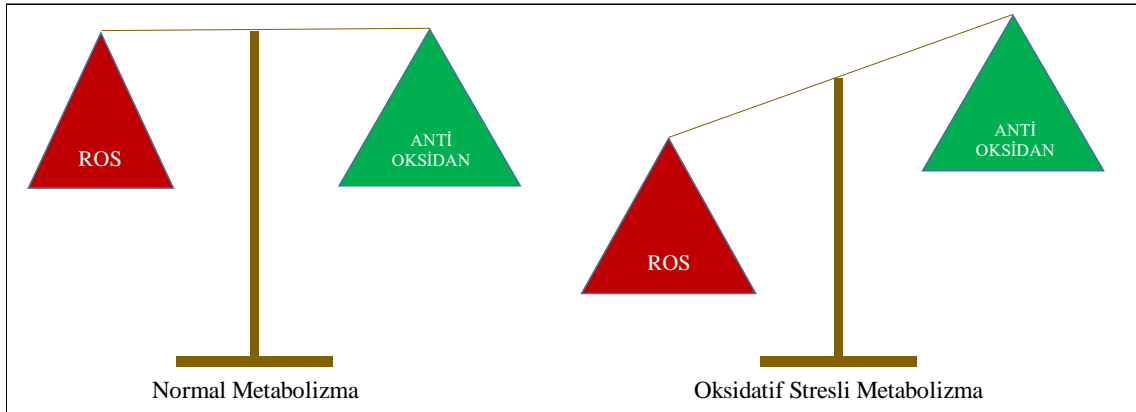 ROS
ANTİ
OKSİDAN
Normal Metabolizma
ROS
ANTİ
OKSİDAN
Oksidatif Stresli Metabolizma